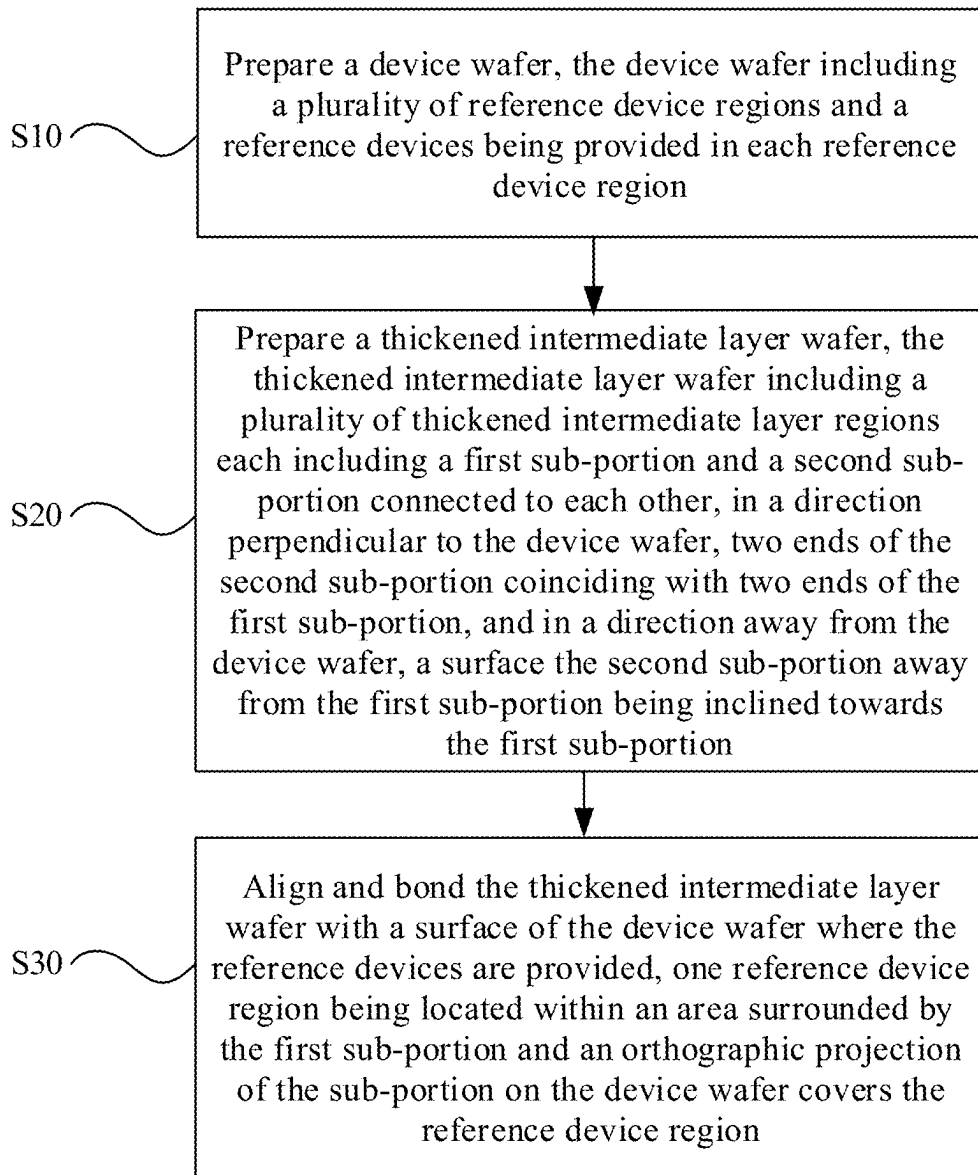 Prepare a device wafer, the device wafer including
a plurality of reference device regions and a
reference devices being provided in each reference
device region
S10
Prepare a thickened intermediate layer wafer, the
thickened intermediate layer wafer including a
plurality of thickened intermediate layer regions
each including a first sub-portion and a second sub-
portion connected to each other, in a direction
perpendicular to the device wafer, two ends of the
second sub-portion coinciding with two ends of the
first sub-portion, and in a direction away from the
device wafer, a surface the second sub-portion away
from the first sub-portion being inclined towards
the first sub-portion
S20
Align and bond the thickened intermediate layer
wafer with a surface of the device wafer where the
reference devices are provided, one reference device
region being located within an area surrounded by
the first sub-portion and an orthographic projection
of the sub-portion on the device wafer covers the
reference device region
S30